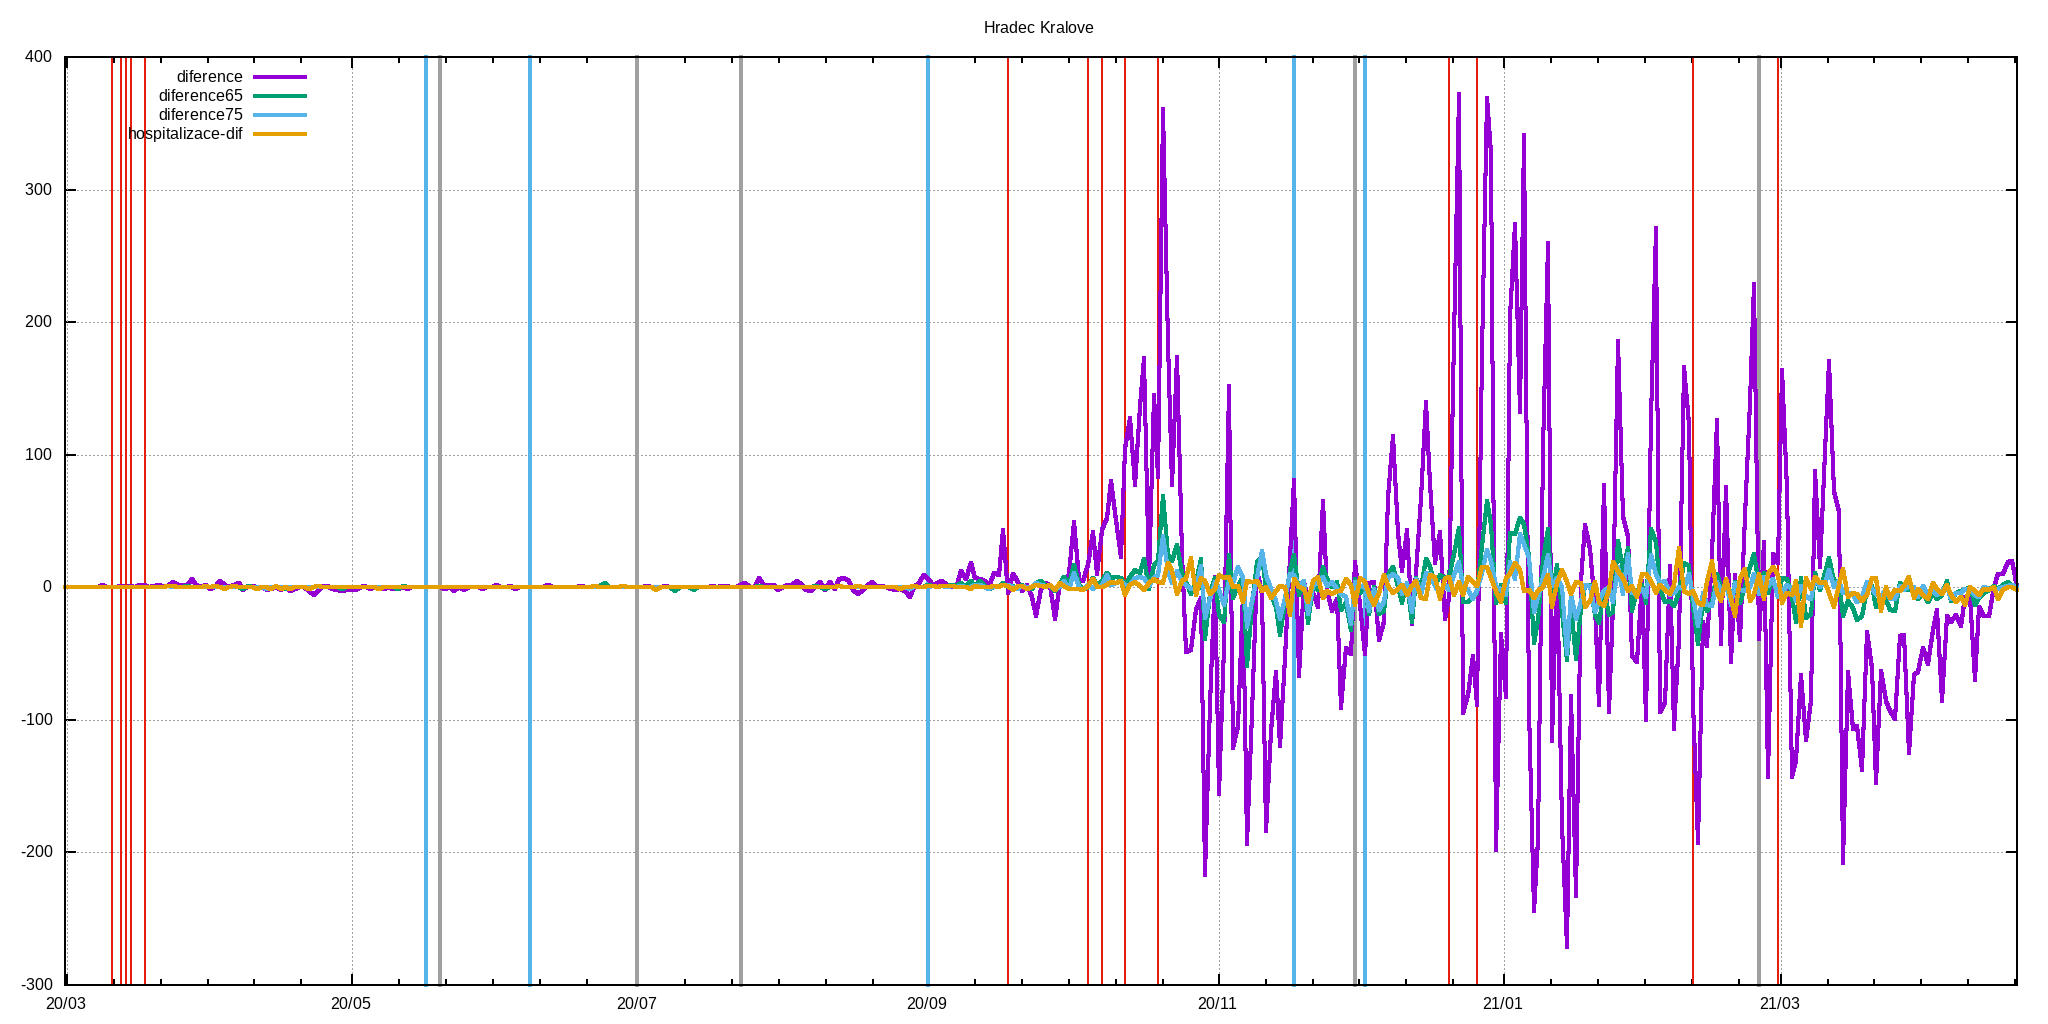 Hradec Kralove
400
diference
diference65
diference75
hospitalizace-dif
300
200
100
0
-100
-200
-300
20/03 20/05 20/07 20/09 20/11 21/01 21/03